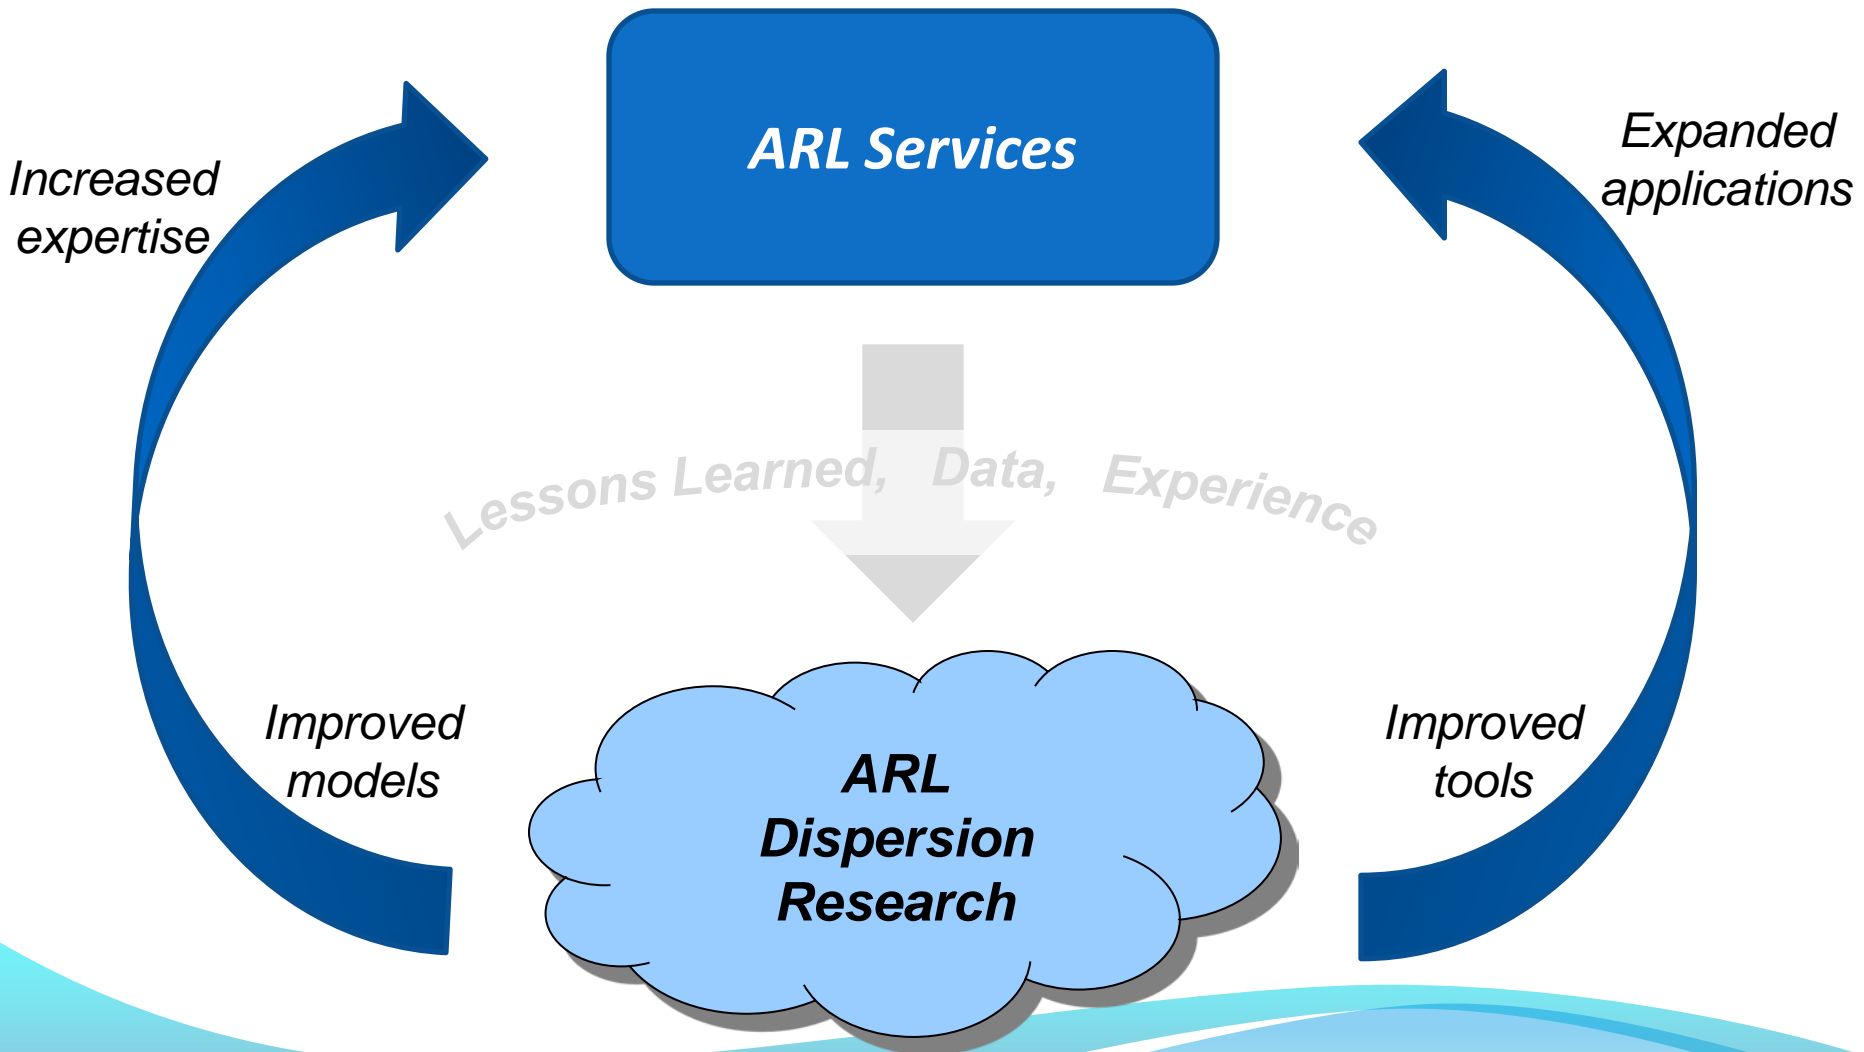 ARL Services
Increased
expertise
Expanded
applications
Lessons Learned, Data, Experience
Improved
models
Improved
tools
ARL
Dispersion
Research